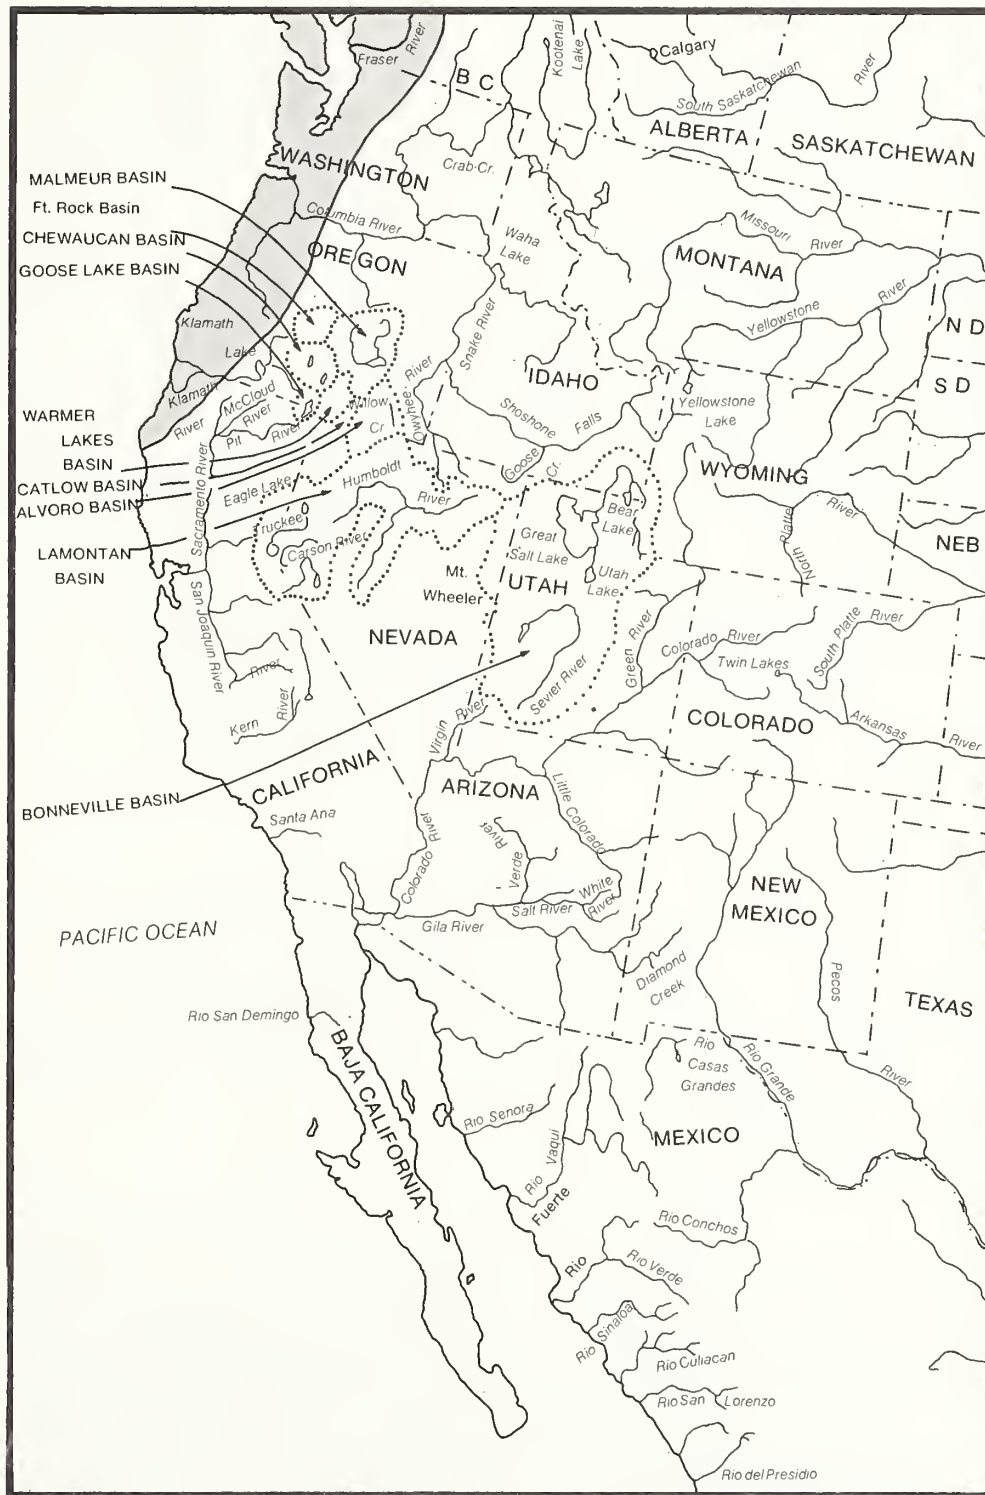 Fraser River
B C
Kootenai Lake
Calgary
South Saskatchewan River
ALBERTA
SASKATCHEWAN
WASHINGTON
Crab-Cr.
MALMEUR BASIN
Ft. Rock Basin
CHEWAUCAN BASIN
GOOSE LAKE BASIN
Columbia River
OREGON
Waha Lake
Missouri River
MONTANA
Yellowstone River
N D
S D
Klamath Lake
Snake River
IDAHO
Klamath River
McCloud River
Pit River
Willow Cr
Owyhee River
Shoshone Falls
Yellowstone Lake
WARMER
LAKES
BASIN
CATLOW BASIN
ALVORO BASIN
LAMONTAN
BASIN
Sacramento River
Eagle Lake
Humboldt River
Goose Cr.
WYOMING
Truckee
Carson River
Great Salt Lake
Bear Lake
North Platte River
NEB
Mt. Wheeler
UTAH
Utah Lake
San Joaquin River
NEVADA
Green River
Colorado River
South Platte River
Twin Lakes
River
Kern River
Sevier River
Virgin River
COLORADO
Arkansas River
BONNEVILLE BASIN
CALIFORNIA
ARIZONA
Santa Ana
Colorado River
Verde River
Little Colorado
White River
Salt River
Gila River
NEW MEXICO
PACIFIC OCEAN
Diamond Creek
Pecos River
TEXAS
Rio San Demingo
BAJA CALIFORNIA
Rio Casas Grandes
Rio Grande
Rio Senora
MEXICO
Rio Vaqui
Rio Fuerte
Rio Conchos
Rio Verde
Rio Sinaloa
Rio Culiacan
Rio San Lorenzo
Rio del Presidio